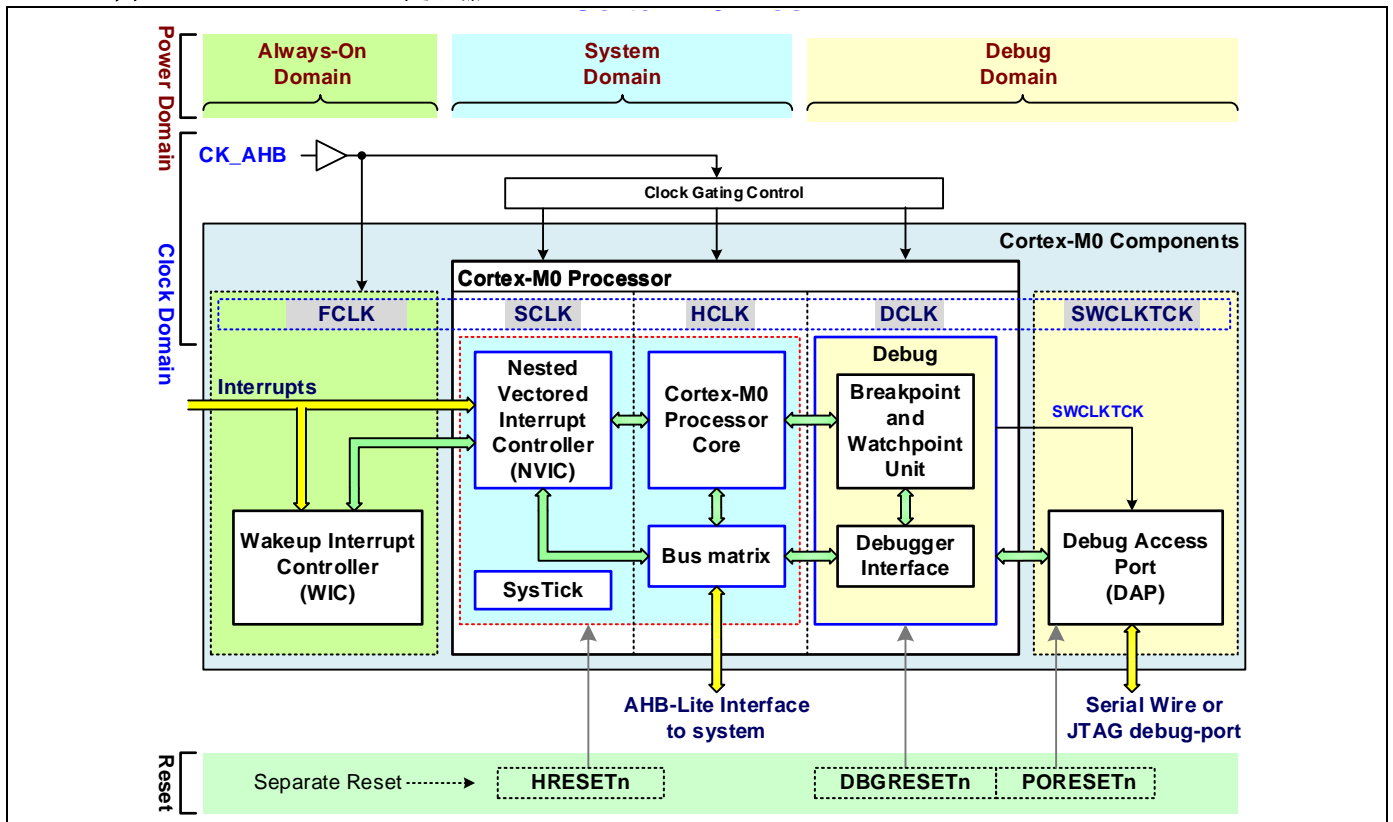 Power Domain
Always-On
Domain
System
Domain
Debug
Domain
Clock Domain
CK_AHB
Clock Gating Control
Cortex-M0 Components
Cortex-M0 Processor
FCLK
SCLK
HCLK
DCLK
SWCLKTCK
Interrupts
Nested
Vectored
Interrupt
Controller
(NVIC)
Cortex-M0
Processor
Core
Debug
Breakpoint
and
Watchpoint
Unit
SWCLKTCK
Wakeup Interrupt
Controller
(WIC)
SysTick
Bus matrix
Debugger
Interface
Debug Access
Port
(DAP)
AHB-Lite Interface
to system
Serial Wire or
JTAG debug-port
Reset
Separate Reset
HRESETn
DBGRESETn
PORESETn